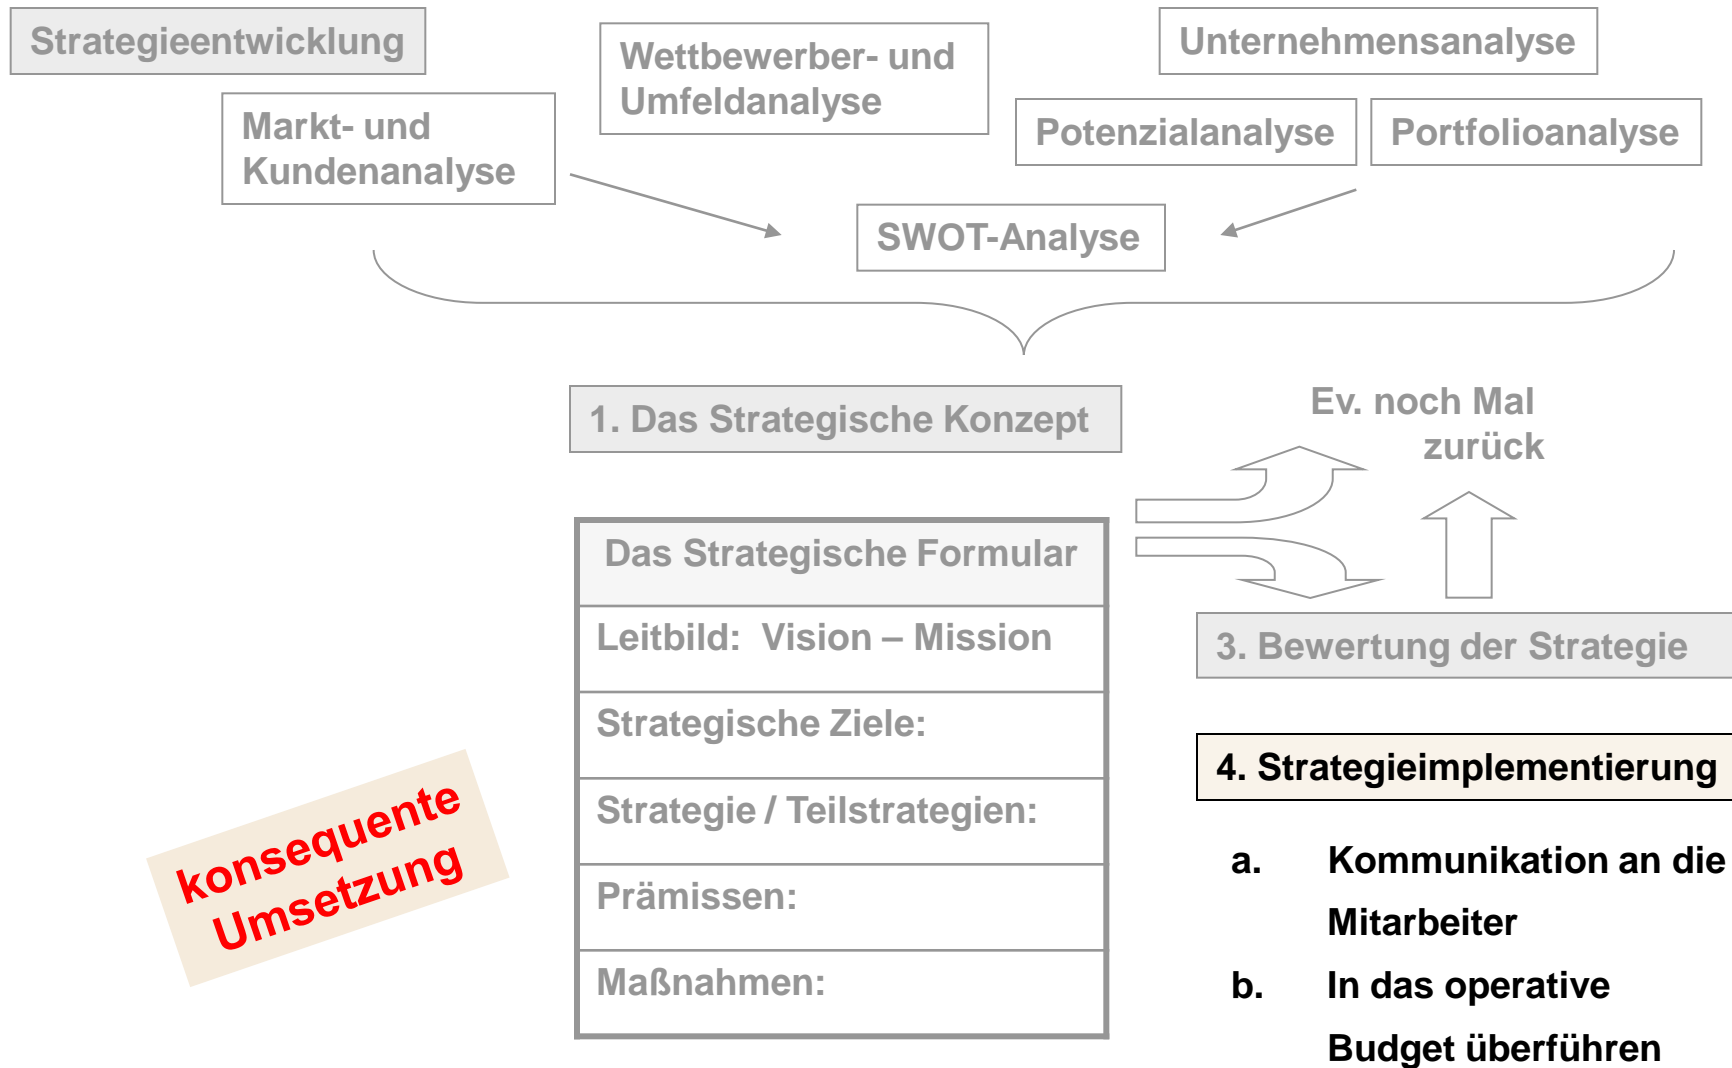 Strategieentwicklung
Wettbewerber- und
Umfeldanalyse
Unternehmensanalyse
Markt- und
Kundenanalyse
Potenzialanalyse
Portfolioanalyse
SWOT-Analyse
1. Das Strategische Konzept
Ev. noch Mal
zurück
Das Strategische Formular
Leitbild: Vision – Mission
Strategische Ziele:
Strategie / Teilstrategien:
Prämissen:
Maßnahmen:
3. Bewertung der Strategie
4. Strategieimplementierung
a. Kommunikation an die
Mitarbeiter
b. In das operative
Budget überführen
konsequente
Umsetzung